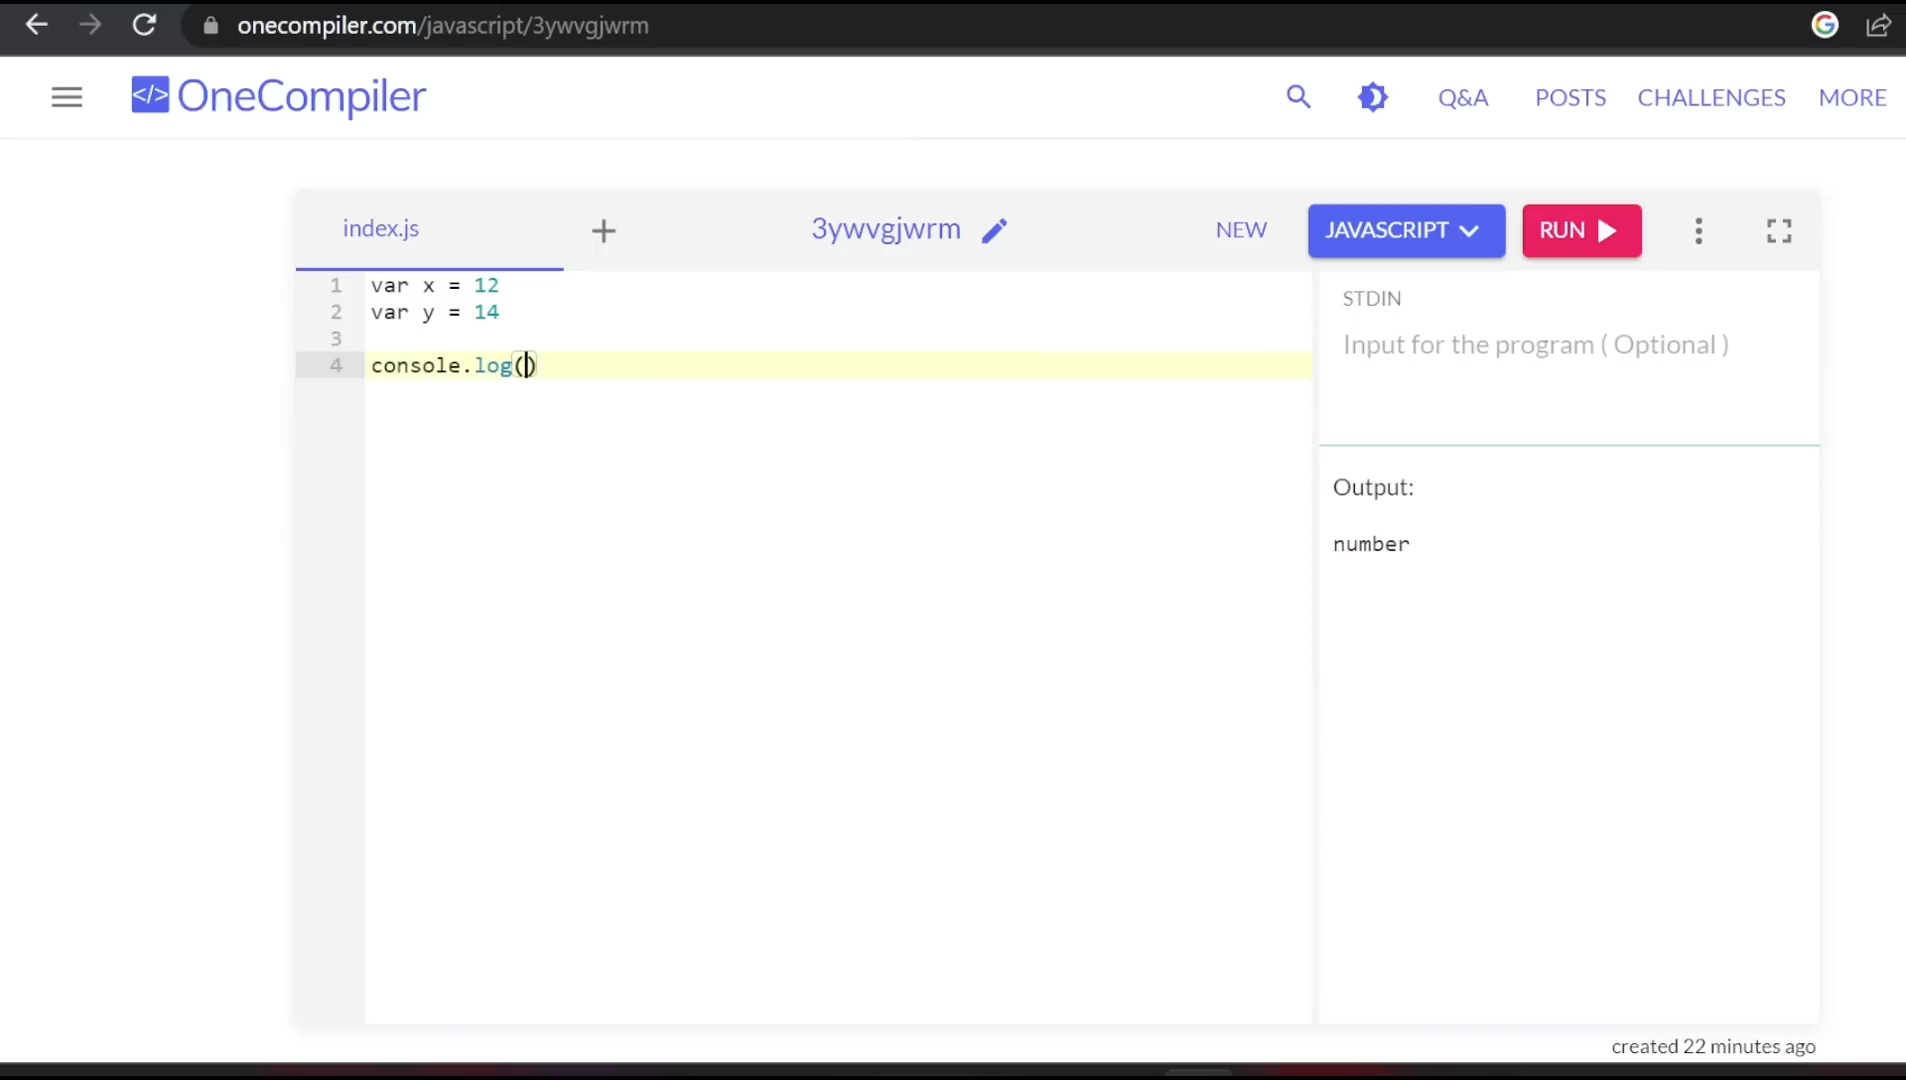 onecompiler.com/javascript/3ywvgjwrm
</> OneCompiler
Q&A POSTS CHALLENGES MORE
index.js + 3ywvgjwrm NEW JAVASCRIPT RUN
1 var x = 12
2 var y = 14
3
4 console.log()
STDIN
Input for the program ( Optional )
Output:
number
created 22 minutes ago